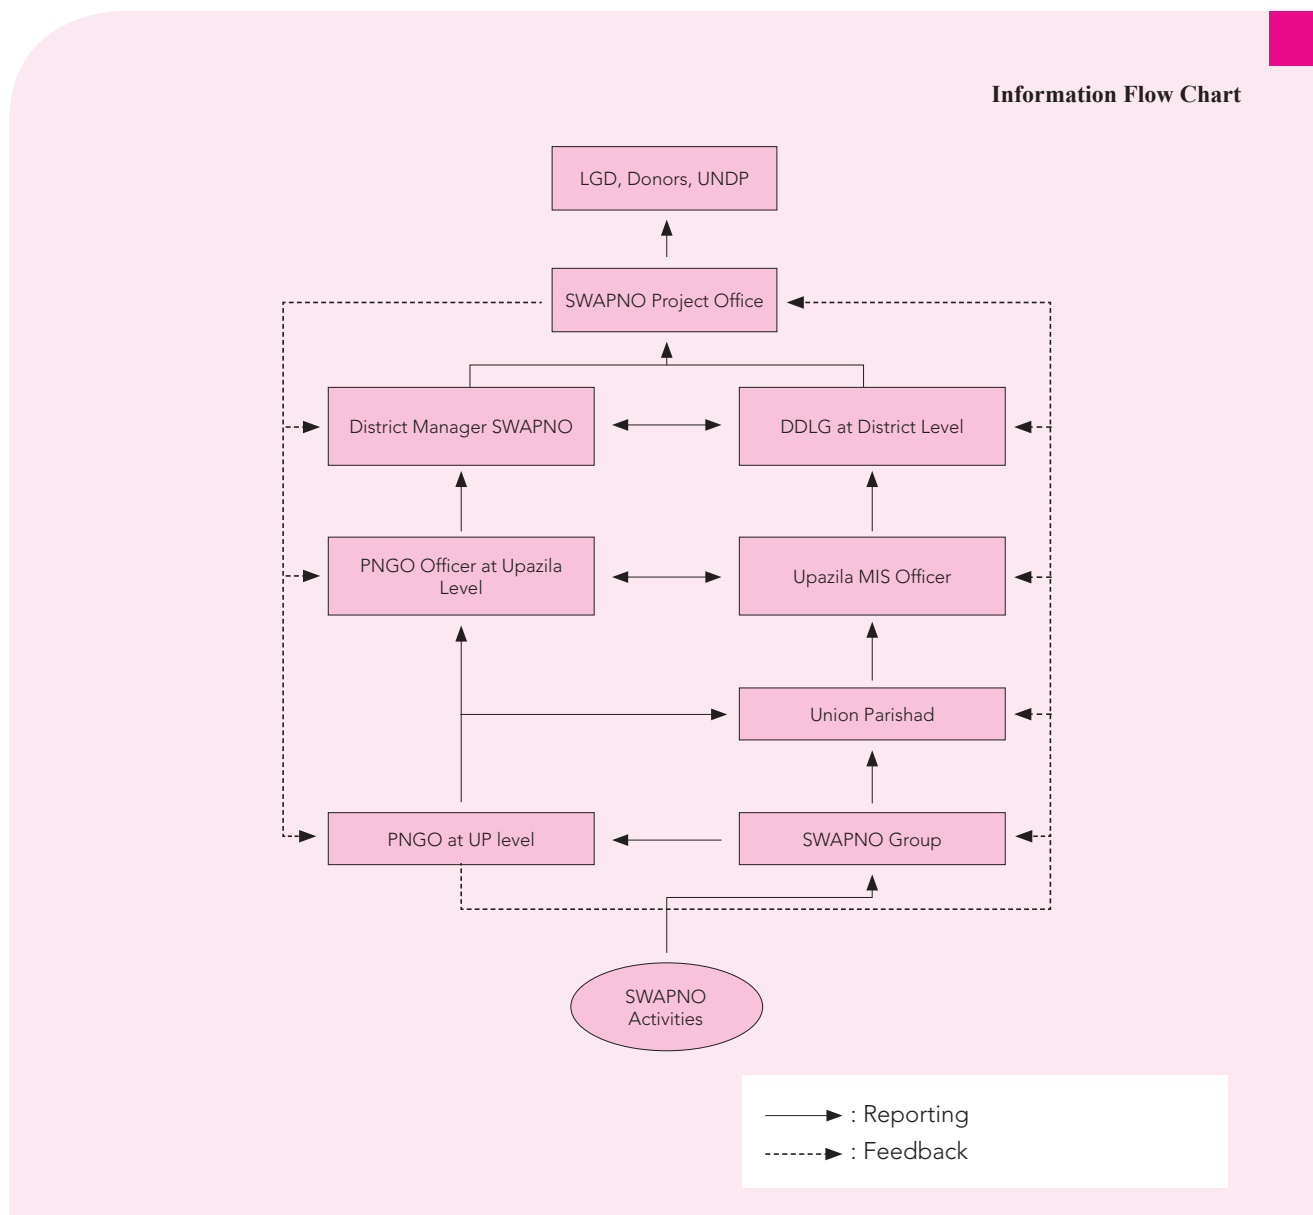 Information Flow Chart
LGD, Donors, UNDP
SWAPNO Project Office
District Manager SWAPNO
DDLG at District Level
PNGO Officer at Upazila
Level
Upazila MIS Officer
Union Parishad
PNGO at UP level
SWAPNO Group
SWAPNO
Activities
: Reporting
: Feedback